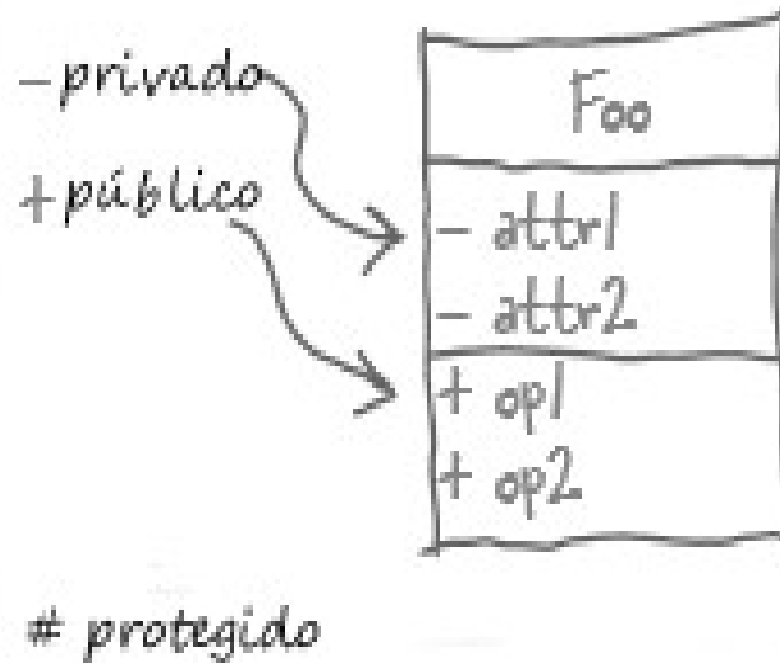 - privado
+ público
Foo
- attr1
- attr2
+ op1
+ op2
# protegido